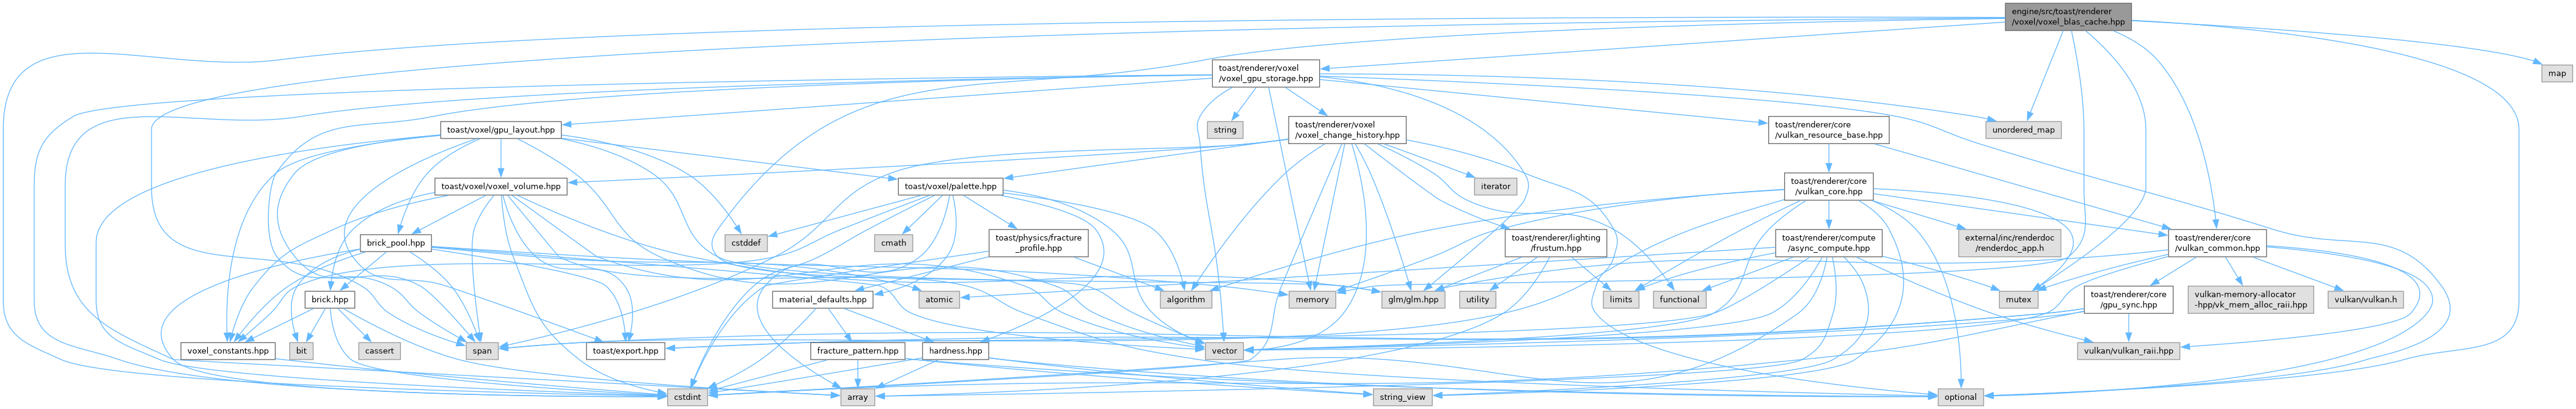 engine/src/toast/renderer
/voxel/voxel_blas_cache.hpp
toast/renderer/voxel
/voxel_gpu_storage.hpp
map
toast/voxel/gpu_layout.hpp
string
toast/renderer/voxel
/voxel_change_history.hpp
toast/renderer/core
/vulkan_resource_base.hpp
unordered_map
toast/voxel/voxel_volume.hpp
toast/voxel/palette.hpp
iterator
toast/renderer/core
/vulkan_core.hpp
brick_pool.hpp
cstddef
cmath
toast/physics/fracture
_profile.hpp
toast/renderer/lighting
/frustum.hpp
toast/renderer/compute
/async_compute.hpp
external/inc/renderdoc
/renderdoc_app.h
toast/renderer/core
/vulkan_common.hpp
brick.hpp
material_defaults.hpp
atomic
algorithm
memory
glm/glm.hpp
utility
limits
functional
mutex
toast/renderer/core
/gpu_sync.hpp
vulkan-memory-allocator
-hpp/vk_mem_alloc_raii.hpp
vulkan/vulkan.h
voxel_constants.hpp
bit
cassert
span
toast/export.hpp
fracture_pattern.hpp
hardness.hpp
vector
vulkan/vulkan_raii.hpp
cstdint
array
string_view
optional